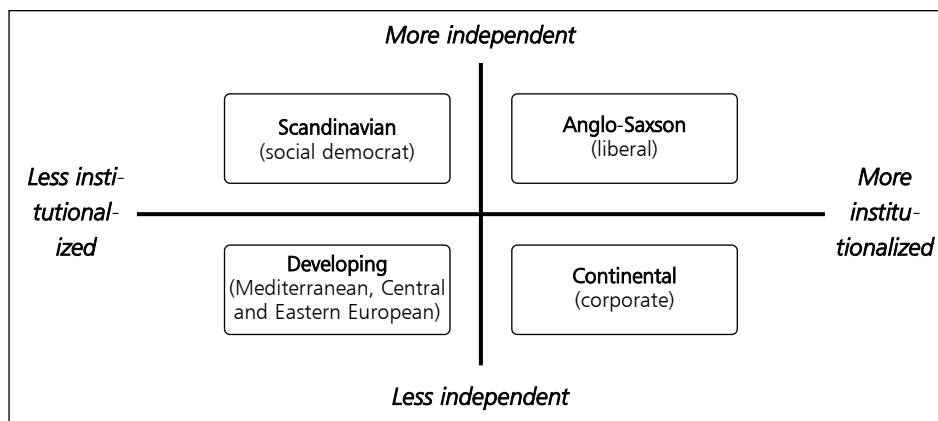 More independent
Scandinavian
(social democrat)
Anglo-Saxson
(liberal)
Less insti-
tutional-
ized
More
institu-
tionalized
Developing
(Mediterranean, Central
and Eastern European)
Continental
(corporate)
Less independent